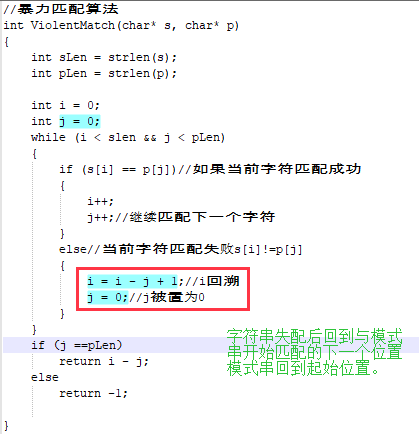 //暴力匹配算法
int ViolentMatch(char* s, char* p)
{
    int sLen = strlen(s);
    int pLen = strlen(p);

    int i = 0;
    int j = 0;
    while (i < slen && j < pLen)
    {
        if (s[i] == p[j])//如果当前字符匹配成功
        {
            i++;
            j++;//继续匹配下一个字符
        }
        else//当前字符匹配失败s[i]!=p[j]
        {
            i = i - j + 1;//i回溯
            j = 0;//j被置为0
        }
    }
    if (j ==pLen)
        return i - j;
    else
        return -1;

}
字符串失配后回到与模式
串开始匹配的下一个位置
模式串回到起始位置。